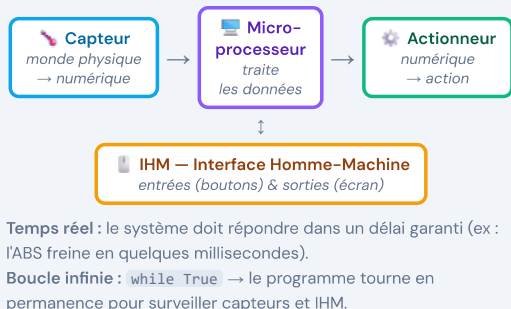 Capteur
monde physique
→ numérique
→
Micro-
processeur
traite
les données
→
Actionneur
numérique
→ action
↕
IHM — Interface Homme-Machine
entrées (boutons) & sorties (écran)
Temps réel : le système doit répondre dans un délai garanti (ex :
l'ABS freine en quelques millisecondes).
Boucle infinie : while True → le programme tourne en
permanence pour surveiller capteurs et IHM.